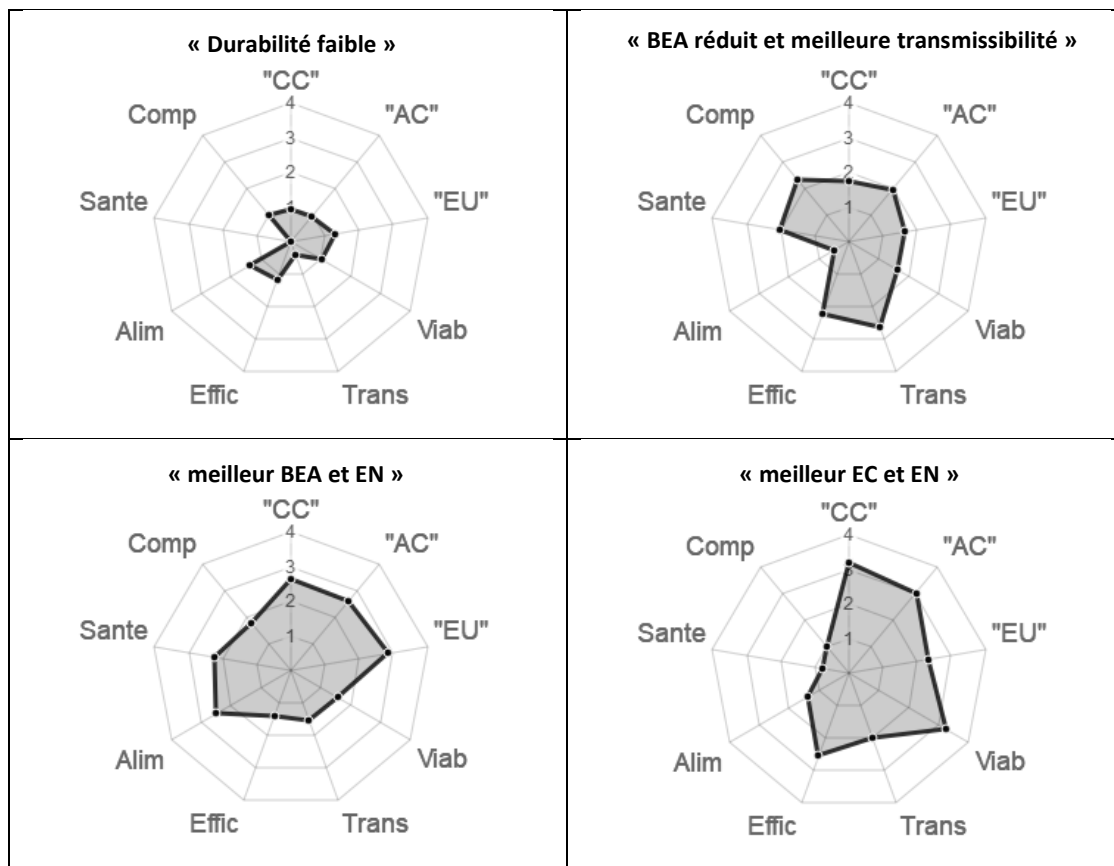 « Durabilité faible »
"CC"
4
3
2
1
Comp
"AC"
Sante
"EU"
Alim
Viab
Effic
Trans
« BEA réduit et meilleure transmissibilité »
"CC"
4
3
2
1
Comp
"AC"
Sante
"EU"
Alim
Viab
Effic
Trans
« meilleur BEA et EN »
"CC"
4
3
2
1
Comp
"AC"
Sante
"EU"
Alim
Viab
Effic
Trans
« meilleur EC et EN »
"CC"
4
3
2
1
Comp
"AC"
Sante
"EU"
Alim
Viab
Effic
Trans